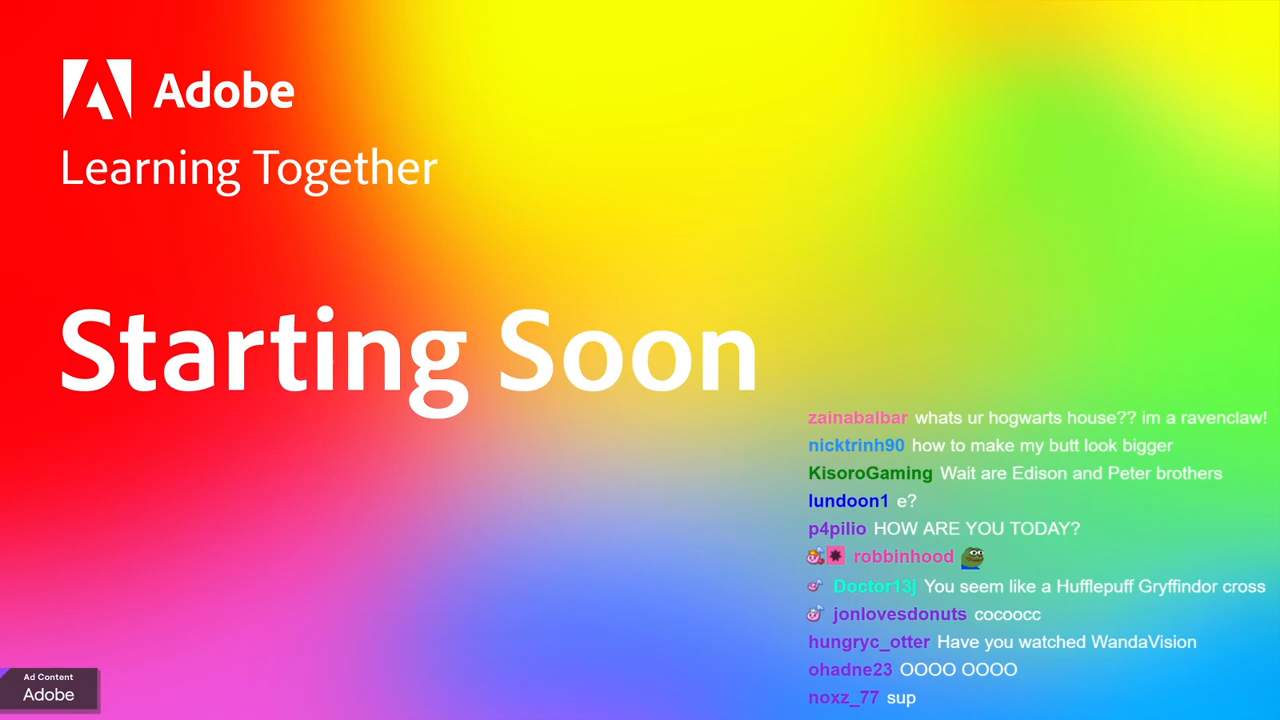 Adobe
Learning Together
Starting Soon
zainabalbar whats ur hogwarts house?? im a ravenclaw!
nicktrinh90 how to make my butt look bigger
KisoroGaming Wait are Edison and Peter brothers
lundoon1 e?
p4pilio HOW ARE YOU TODAY?
robbinhood
Doctor13j You seem like a Hufflepuff Gryffindor cross
jonlovesdonuts cocoocc
hungryc_otter Have you watched WandaVision
ohadne23 OOOO OOOO
noxz_77 sup
Ad Content
Adobe